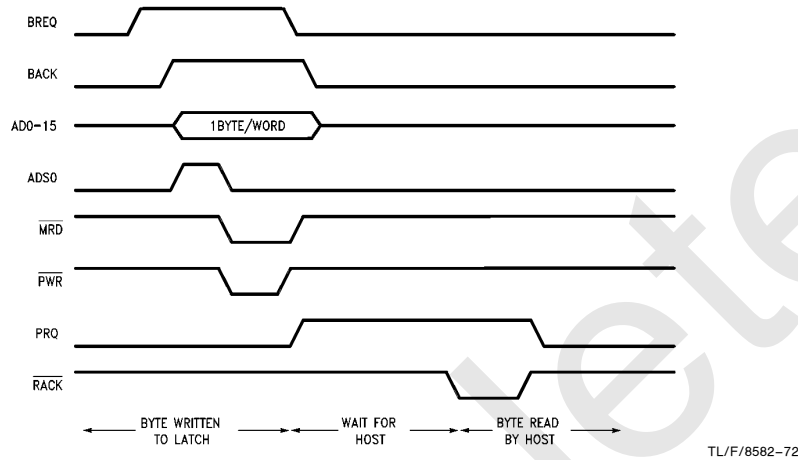 BREQ
BACK
AD0-15
1BYTE/WORD
ADS0
MRD
PWR
PRQ
RACK
BYTE WRITTEN
TO LATCH
WAIT FOR
HOST
BYTE READ
BY HOST
TL/F/8582-72
lete